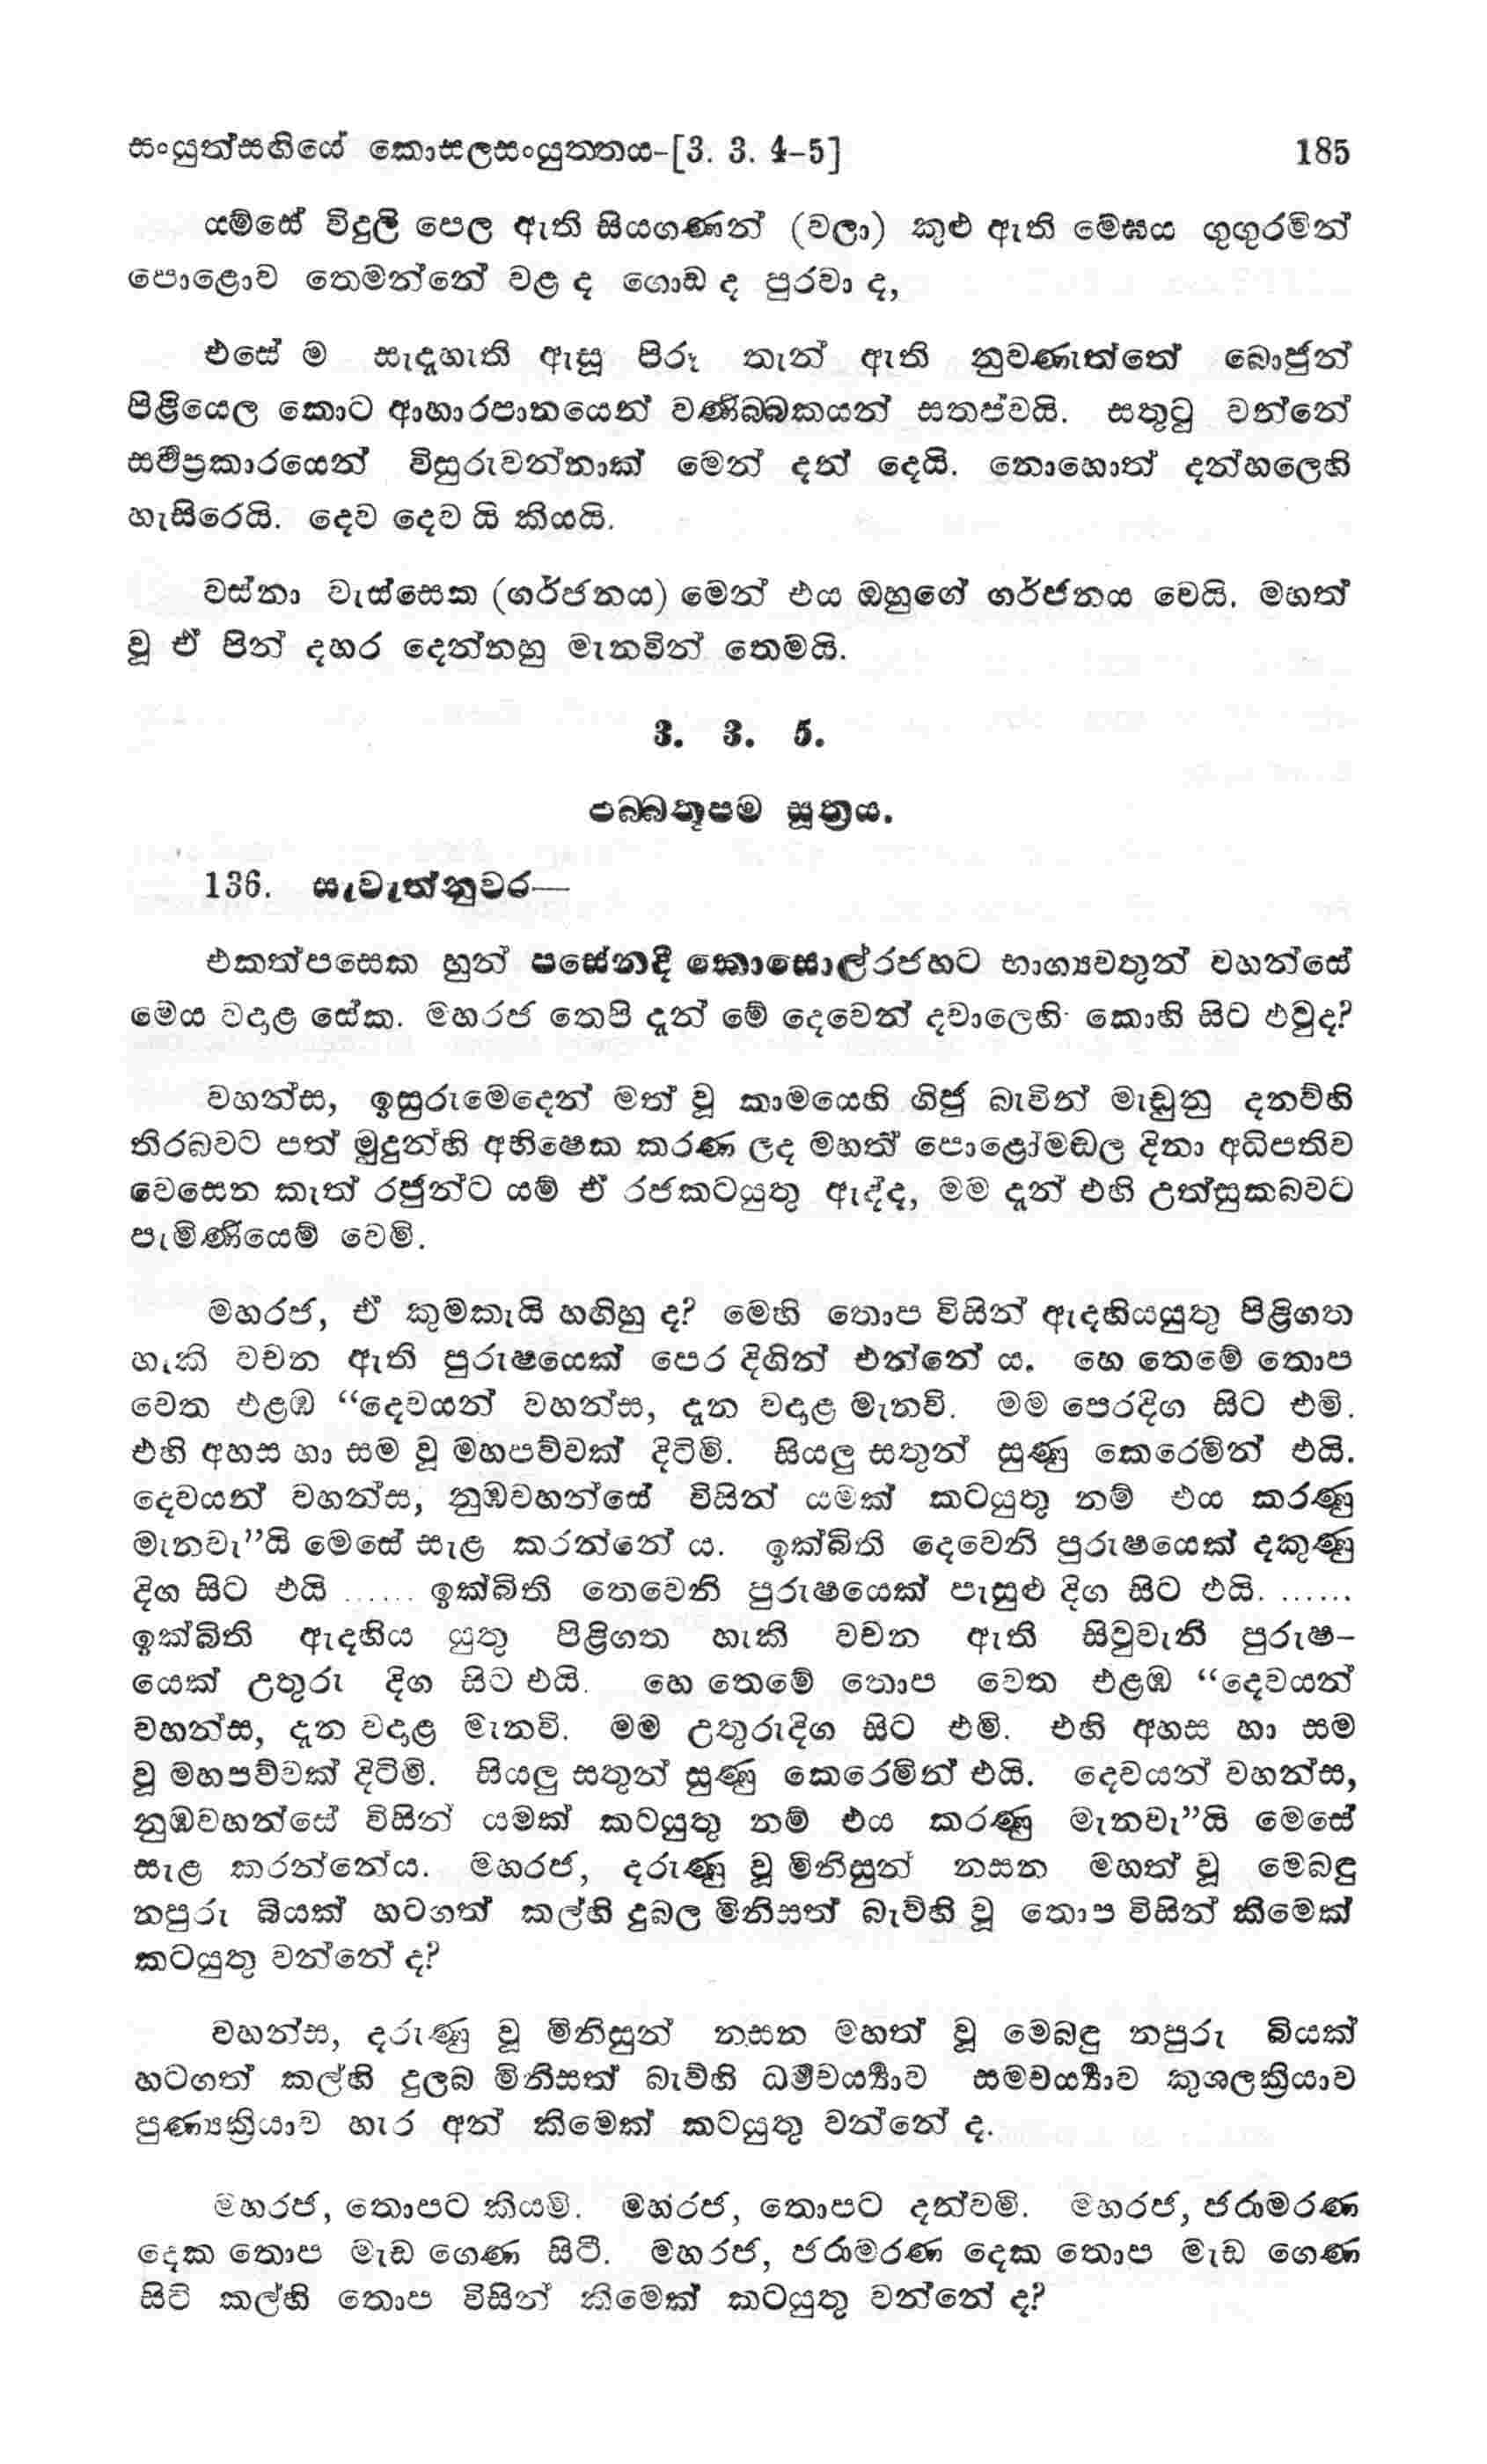 සංයුත්සඟියේ කොසලසංයුත්තය-[3. 3. 4-5] 185
යම්සේ විදුලි පෙල ඇති සියගණන් (වලා) කුළු ඇති මේඝය ගුගුරමින්
පොළොව තෙමන්නේ වළ ද ගොඩ ද පුරවා ද,
එසේ ම සැදැහැති ඇසූ පිරූ තැන් ඇති නුවණැත්තේ බොජුන්
පිළියෙල කොට ආහාරපානයෙන් වණිබ්බකයන් සතප්වයි. සතුටු වන්නේ
සර්‍වප්‍රකාරයෙන් විසුරුවන්නාක් මෙන් දන් දෙයි. නොහොත් දන්හලෙහි
හැසිරෙයි. දෙව දෙව යි කියයි.
වස්නා වැස්සෙක (ගර්ජනය) මෙන් එය ඔහුගේ ගර්ජනය වෙයි. මහත්
වූ ඒ පින් දහර දෙන්නහු මැනවින් තෙමයි.
3. 3. 5.
පබ්බතූපම සූත්‍රය.
136. සැවැත්නුවර—
එකත්පසෙක හුන් පසේනදී කොසොල්රජහට භාග්‍යවතුන් වහන්සේ
මෙය වදාළ සේක. මහරජ තෙපි දැන් මේ දෙවෙන් දවාලෙහි කොහි සිට එවුද?
වහන්ස, ඉසුරුමෙදෙන් මත් වූ කාමයෙහි ගිජු බැවින් මැඩුනු දනව්හි
තිරබවට පත් මුදුන්හි අභිෂෙක කරණ ලද මහත් පොළෝමඬල දිනා අධිපතිව
වෙසෙන කැත් රජුන්ට යම් ඒ රජකටයුතු ඇද්ද, මම දැන් එහි උත්සුකබවට
පැමිණියෙම් වෙමි.
මහරජ, ඒ කුමකැයි හඟිහු ද? මෙහි තොප විසින් ඇදහියයුතු පිළිගත
හැකි වචන ඇති පුරුෂයෙක් පෙර දිගින් එන්නේ ය. හෙ තෙමේ තොප
වෙත එළඹ “දෙවයන් වහන්ස, දැන වදාළ මැනවි. මම පෙරදිග සිට එමි.
එහි අහස හා සම වූ මහපව්වක් දිටිමි. සියලු සතුන් සුණු කෙරෙමින් එයි.
දෙවයන් වහන්ස, නුඹවහන්සේ විසින් යමක් කටයුතු නම් එය කරණු
මැනවැ”යි මෙසේ සැළ කරන්නේ ය. ඉක්බිති දෙවෙනි පුරුෂයෙක් දකුණු
දිග සිට එයි ...... ඉක්බිති තෙවෙනි පුරුෂයෙක් පැසුළු දිග සිට එයි. ......
ඉක්බිති ඇදහිය යුතු පිළිගත හැකි වචන ඇති සිවුවැනි පුරුෂ-
යෙක් උතුරු දිග සිට එයි. හෙ තෙමේ තොප වෙත එළඹ “දෙවයන්
වහන්ස, දැන වදාළ මැනවි. මම උතුරුදිග සිට එමි. එහි අහස හා සම
වූ මහපව්වක් දිටිමි. සියලු සතුන් සුණු කෙරෙමින් එයි. දෙවයන් වහන්ස,
නුඹවහන්සේ විසින් යමක් කටයුතු නම් එය කරණු මැනවැ”යි මෙසේ
සැළ කරන්නේය. මහරජ, දරුණු වූ මිනිසුන් නසන මහත් වූ මෙබඳු
නපුරු බියක් හටගත් කල්හි දුබල මිනිසත් බැව්හි වූ තොප විසින් කිමෙක්
කටයුතු වන්නේ ද?
වහන්ස, දරුණු වූ මිනිසුන් නසන මහත් වූ මෙබඳු නපුරු බියක්
හටගත් කල්හි දුලබ මිනිසත් බැව්හි ධර්‍මචර්‍ය්‍යාව සමචර්‍ය්‍යාව කුශලක්‍රියාව
පුණ්‍යක්‍රියාව හැර අන් කිමෙක් කටයුතු වන්නේ ද.
මහරජ, තොපට කියමි. මහරජ, තොපට දන්වමි. මහරජ, ජරාමරණ
දෙක තොප මැඩ ගෙණ සිටී. මහරජ, ජරාමරණ දෙක තොප මැඩ ගෙණ
සිටි කල්හි තොප විසින් කිමෙක් කටයුතු වන්නේ ද?